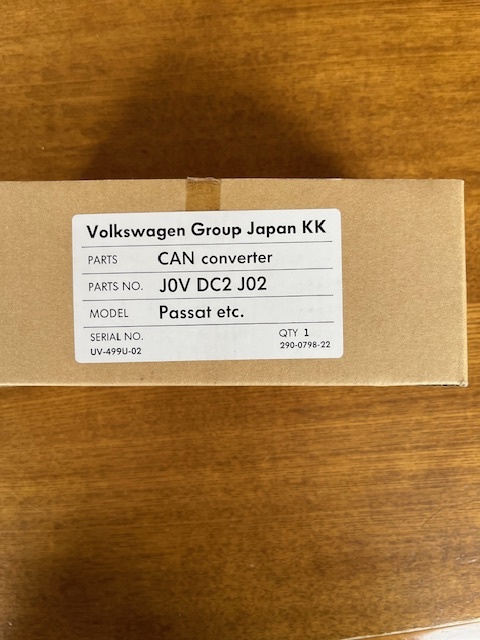 Volkswagen Group Japan KK
PARTS CAN converter
PARTS NO. J0V DC2 J02
MODEL Passat etc.
SERIAL NO. QTY 1
UV-499U-02 290-0798-22